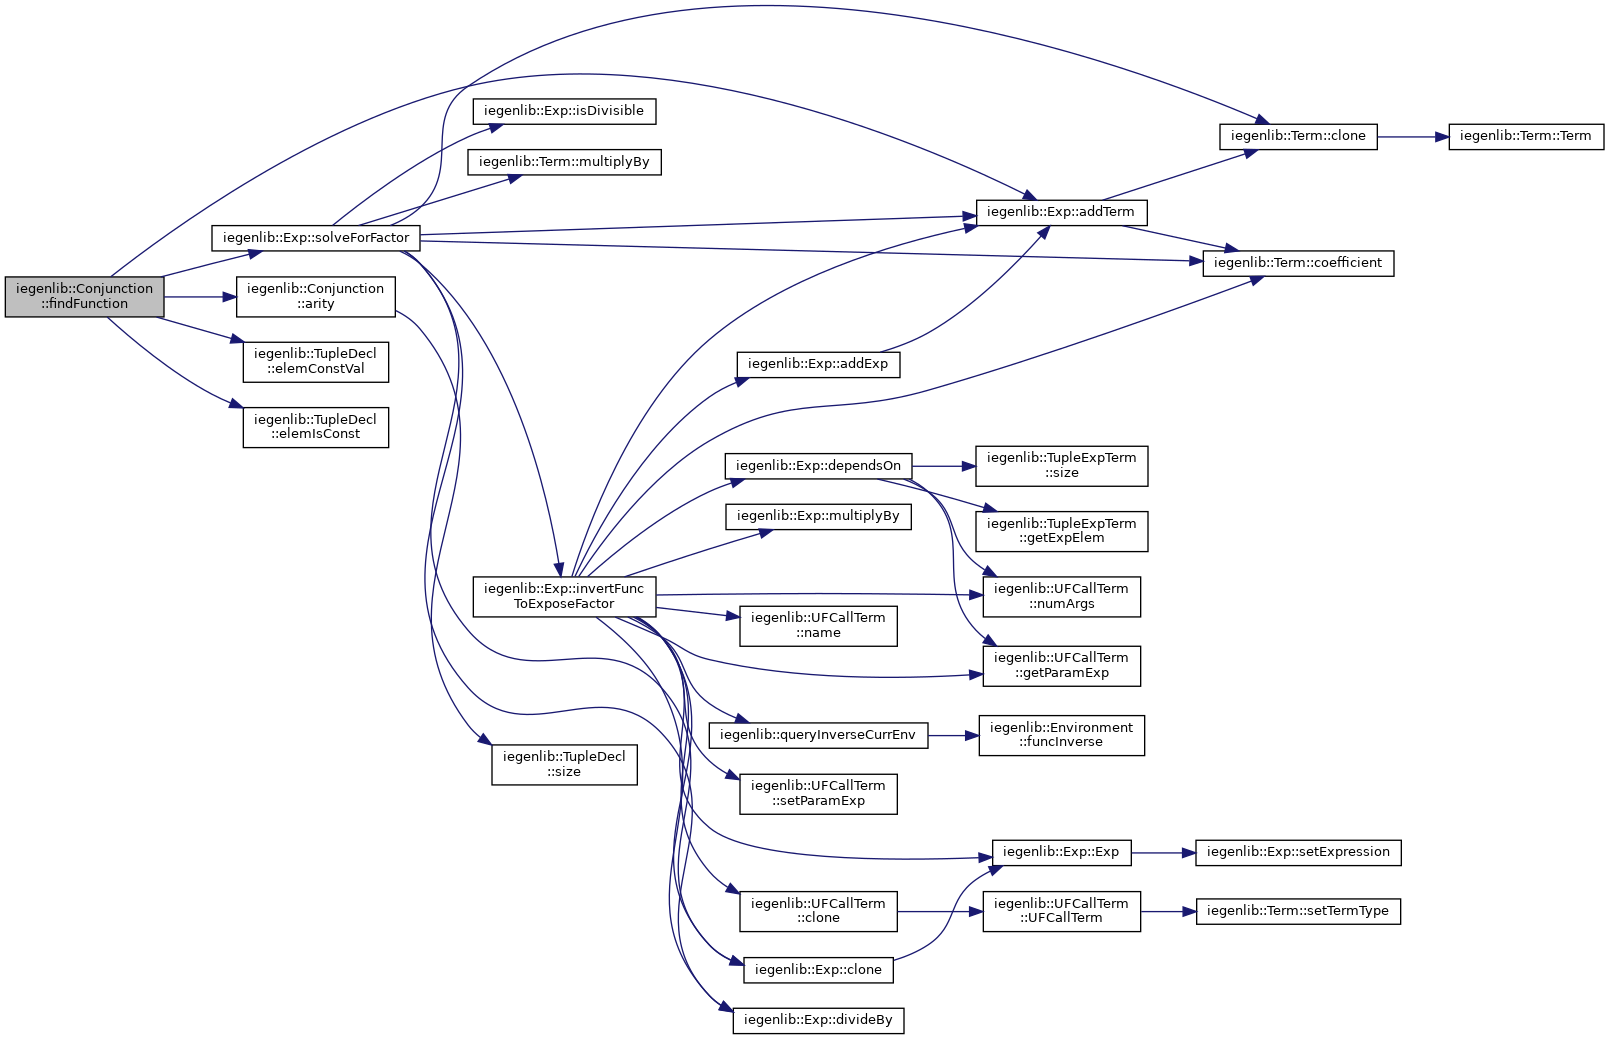 iegenlib::Conjunction
::findFunction
iegenlib::Exp::solveForFactor
iegenlib::Conjunction
::arity
iegenlib::TupleDecl
::elemConstVal
iegenlib::TupleDecl
::elemIsConst
iegenlib::Exp::isDivisible
iegenlib::Term::multiplyBy
iegenlib::Exp::invertFunc
ToExposeFactor
iegenlib::TupleDecl
::size
iegenlib::Exp::addExp
iegenlib::Exp::dependsOn
iegenlib::Exp::multiplyBy
iegenlib::UFCallTerm
::name
iegenlib::queryInverseCurrEnv
iegenlib::UFCallTerm
::setParamExp
iegenlib::UFCallTerm
::clone
iegenlib::Exp::clone
iegenlib::Exp::divideBy
iegenlib::Exp::addTerm
iegenlib::TupleExpTerm
::size
iegenlib::TupleExpTerm
::getExpElem
iegenlib::UFCallTerm
::numArgs
iegenlib::UFCallTerm
::getParamExp
iegenlib::Environment
::funcInverse
iegenlib::Exp::Exp
iegenlib::UFCallTerm
::UFCallTerm
iegenlib::Term::clone
iegenlib::Term::coefficient
iegenlib::Exp::setExpression
iegenlib::Term::setTermType
iegenlib::Term::Term